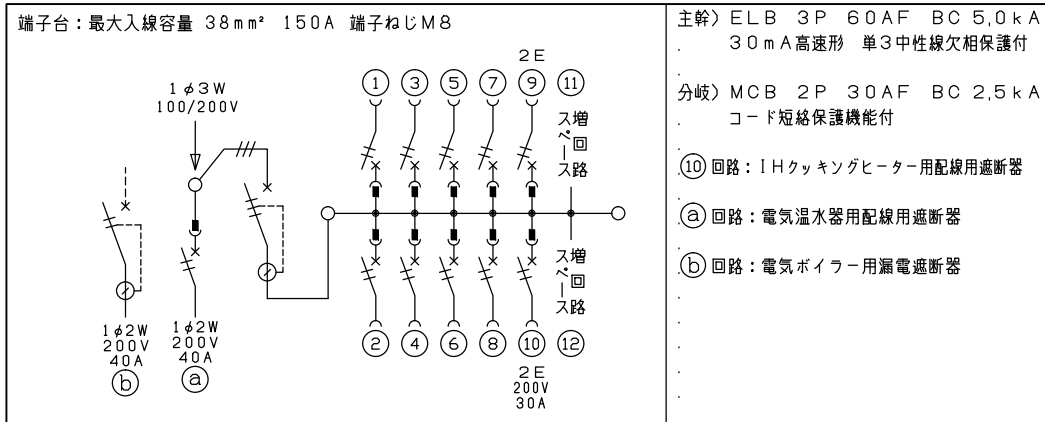 端子台：最大入線容量 38mm² 150A 端子ねじM8
2E
① ③ ⑤ ⑦ ⑨ ⑪
1φ3W
100/200V
増回路
スペース
増回路
スペース
② ④ ⑥ ⑧ ⑩ ⑫
2E
200V
30A
1φ2W
200V
40A
ⓑ
1φ2W
200V
40A
ⓐ
主幹）ELB 3P 60AF BC 5,0kA
30mA高速形 単3中性線欠相保護付
分岐）MCB 2P 30AF BC 2,5kA
コード短絡保護機能付
⑩回路：IHクッキングヒーター用配線用遮断器
ⓐ回路：電気温水器用配線用遮断器
ⓑ回路：電気ボイラー用漏電遮断器